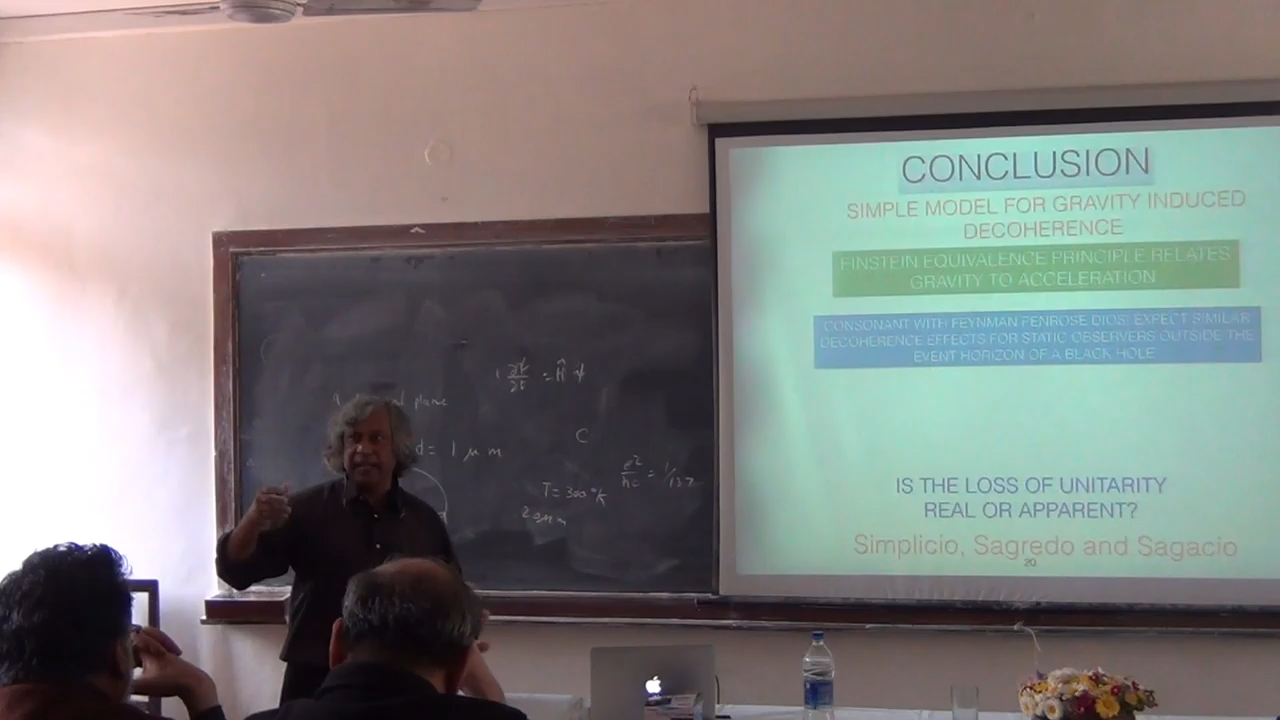 CONCLUSION
SIMPLE MODEL FOR GRAVITY INDUCED
DECOHERENCE
EINSTEIN EQUIVALENCE PRINCIPLE RELATES
GRAVITY TO ACCELERATION
CONSONANT WITH FEYNMAN PENROSE DIOSI EXPECT SIMILAR
DECOHERENCE EFFECTS FOR STATIC OBSERVERS OUTSIDE THE
EVENT HORIZON OF A BLACK HOLE
IS THE LOSS OF UNITARITY
REAL OR APPARENT?
Simplicio, Sagredo and Sagacio
20
plane
d = 1 μm
i ∂ψ/∂t = Ĥ ψ
C
e²/ħc = 1/137
T = 300°K
20μm